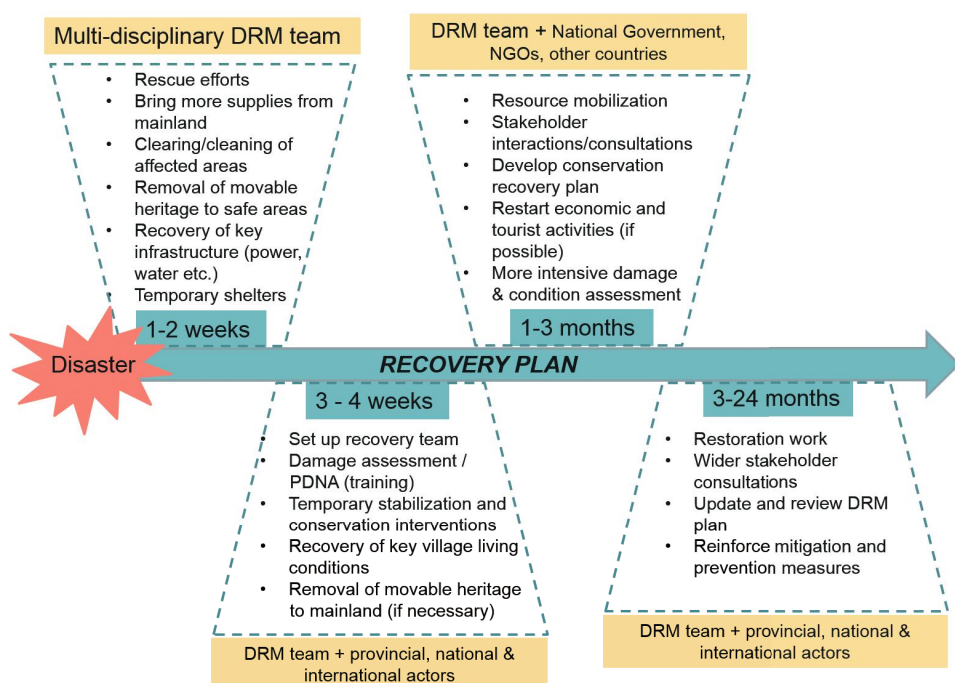 Multi-disciplinary DRM team
• Rescue efforts
• Bring more supplies from
mainland
• Clearing/cleaning of
affected areas
• Removal of movable
heritage to safe areas
• Recovery of key
infrastructure (power,
water etc.)
• Temporary shelters
1-2 weeks
DRM team + National Government,
NGOs, other countries
• Resource mobilization
• Stakeholder
interactions/consultations
• Develop conservation
recovery plan
• Restart economic and
tourist activities (if
possible)
• More intensive damage
& condition assessment
1-3 months
Disaster
RECOVERY PLAN
3 - 4 weeks
• Set up recovery team
• Damage assessment /
PDNA (training)
• Temporary stabilization and
conservation interventions
• Recovery of key village living
conditions
• Removal of movable heritage
to mainland (if necessary)
DRM team + provincial, national &
international actors
3-24 months
• Restoration work
• Wider stakeholder
consultations
• Update and review DRM
plan
• Reinforce mitigation and
prevention measures
DRM team + provincial, national &
international actors